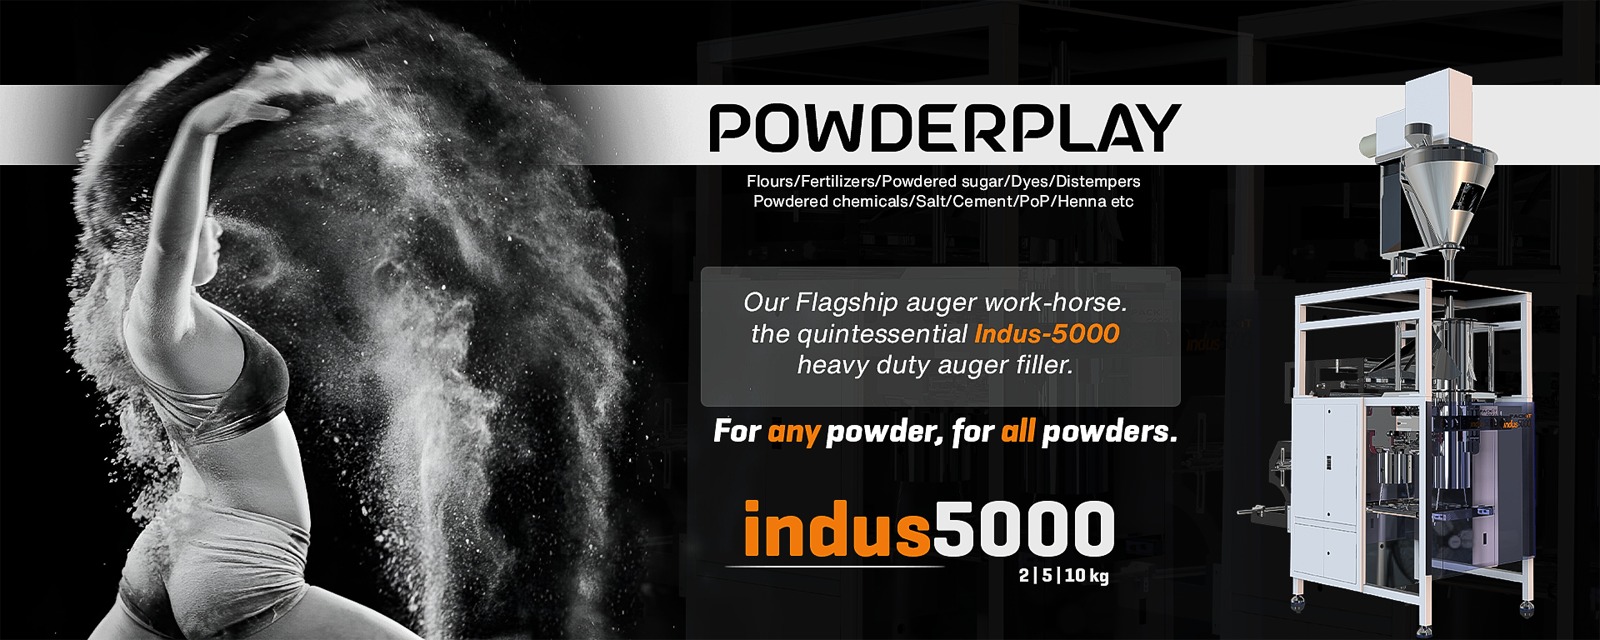 POWDERPLAY
Flours/Fertilizers/Powdered sugar/Dyes/Distempers
Powdered chemicals/Salt/Cement/PoP/Henna etc
Our Flagship auger work-horse.
the quintessential Indus-5000
heavy duty auger filler.
For any powder, for all powders.
indus5000
2|5|10 kg